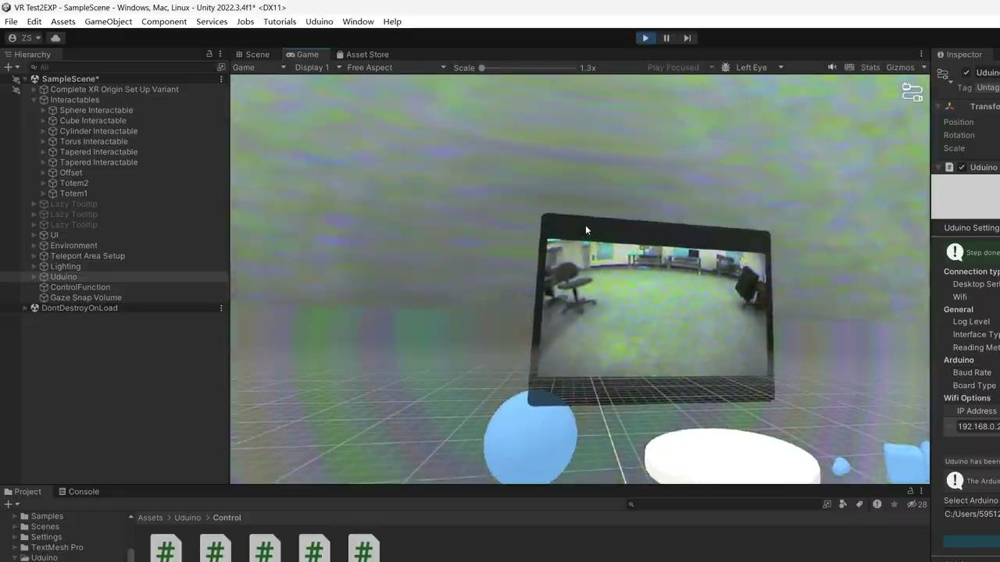 VR Test2EXP - SampleScene - Windows, Mac, Linux - Unity 2022.3.4f1* <DX11>
File Edit Assets GameObject Component Services Jobs Tutorials Uduino Window Help
ZS
Hierarchy
Scene Game Asset Store
Inspector
All
Game Display 1 Free Aspect Scale 1.3x Play Focused Left Eye Stats Gizmos
SampleScene*
Complete XR Origin Set Up Variant
Interactables
Sphere Interactable
Cube Interactable
Cylinder Interactable
Torus Interactable
Tapered Interactable
Tapered Interactable
Offset
Totem2
Totem1
Lazy Tooltip
Lazy Tooltip
Lazy Tooltip
UI
Environment
Teleport Area Setup
Lighting
Uduino
ControlFunction
Gaze Snap Volume
DontDestroyOnLoad
Uduin
Tag Untag
Transfo
Position
Rotation
Scale
Uduino
Uduino Setting
Step done
Connection typ
Desktop Seri
Wifi
General
Log Level
Interface Typ
Reading Met
Arduino
Baud Rate
Board Type
Wifi Options
IP Address
192.168.0.2
Uduino has been
The Ardui
Select Arduino
C:/Users/59512
Project Console
28
Samples
Scenes
Settings
TextMesh Pro
Uduino
Assets > Uduino > Control
# # # # #